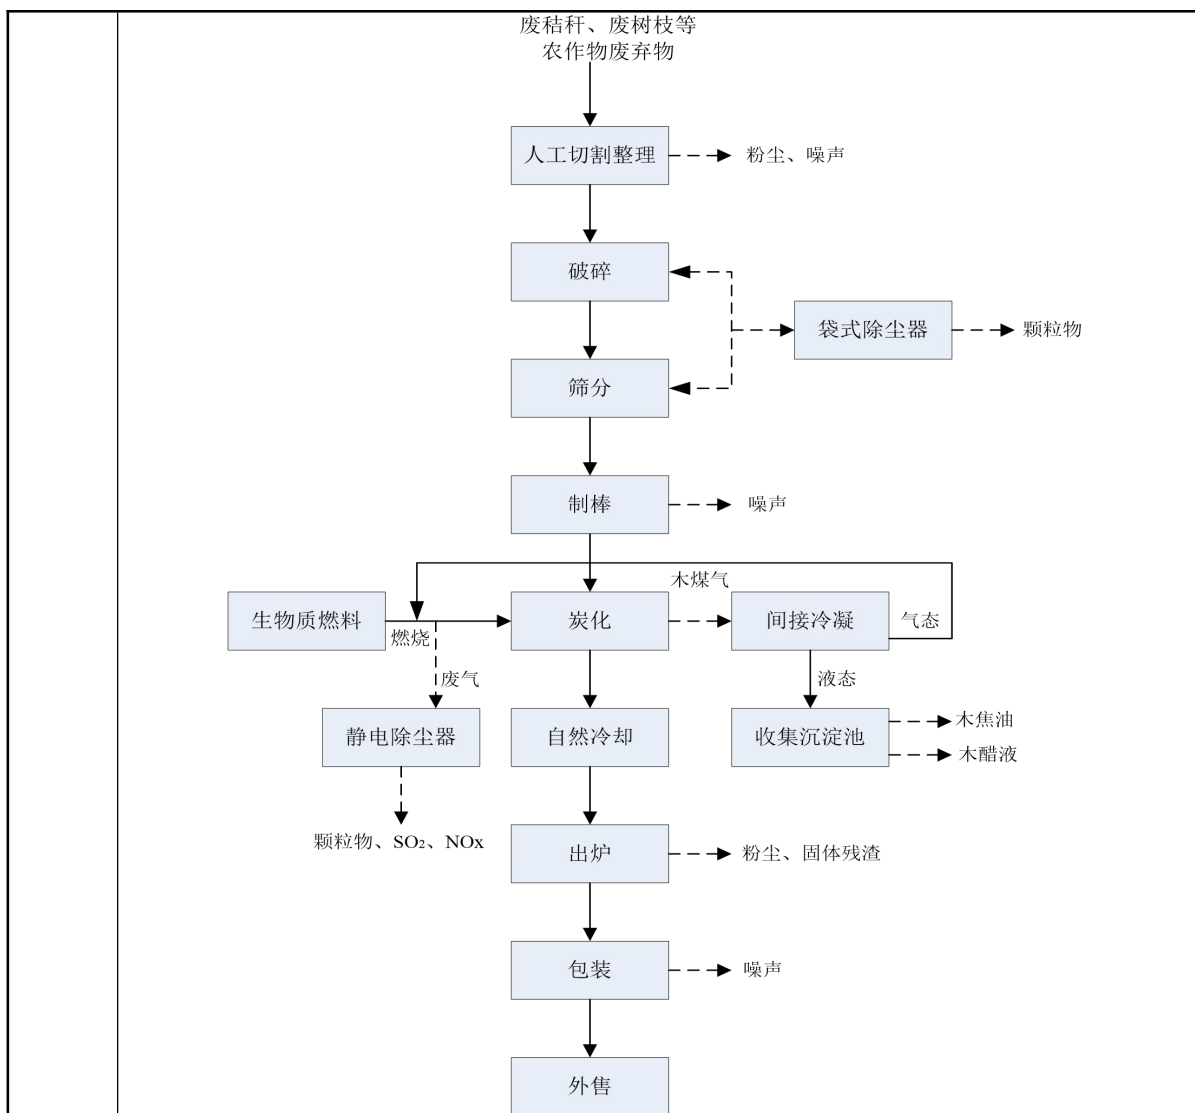 废秸秆、废树枝等
农作物废弃物
人工切割整理
粉尘、噪声
破碎
袋式除尘器
颗粒物
筛分
制棒
噪声
木煤气
生物质燃料
燃烧
炭化
间接冷凝
气态
废气
液态
静电除尘器
自然冷却
收集沉淀池
木焦油
木醋液
颗粒物、SO₂、NOx
出炉
粉尘、固体残渣
包装
噪声
外售